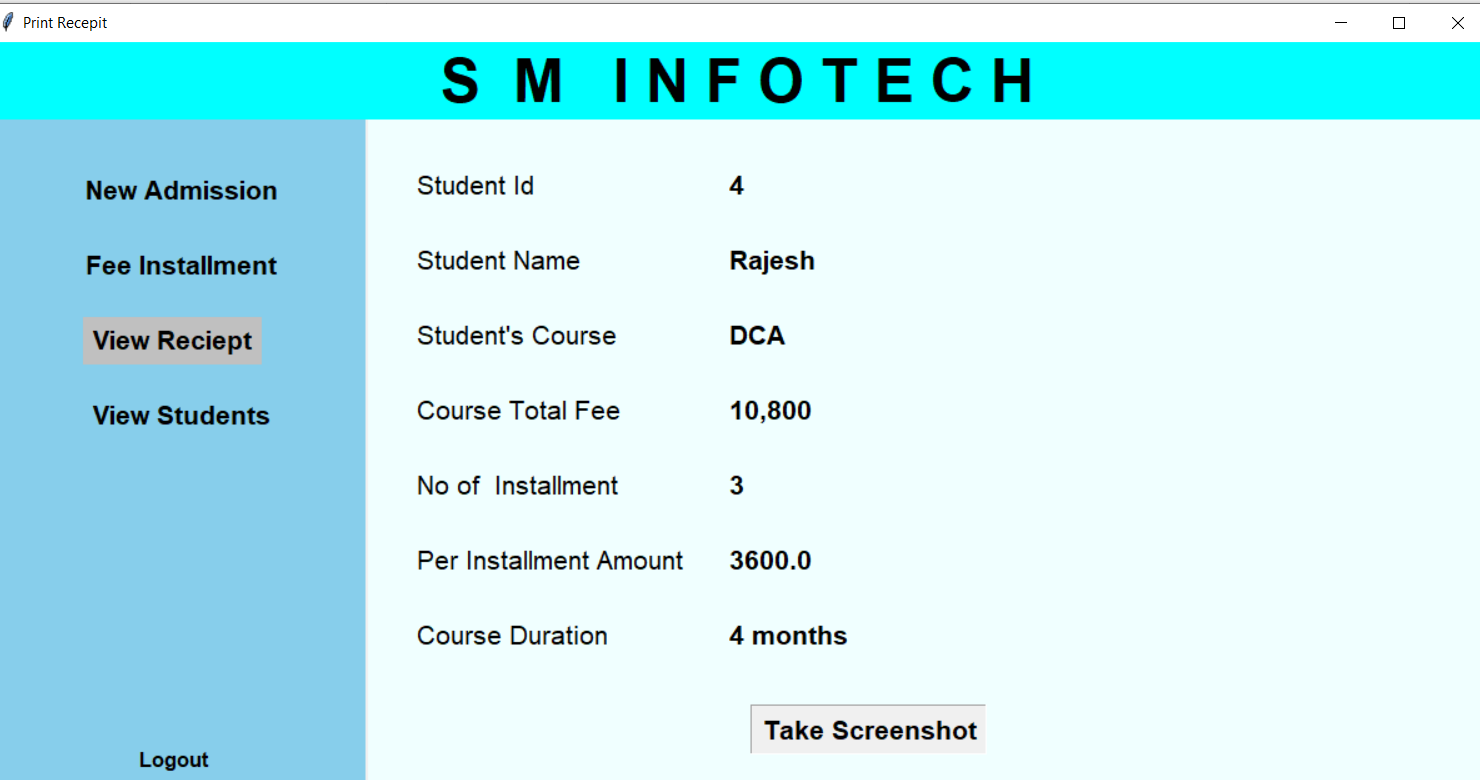 Print Recepit
S M I N F O T E C H
New Admission
Fee Installment
View Reciept
View Students
Logout
Student Id 4
Student Name Rajesh
Student's Course DCA
Course Total Fee 10,800
No of  Installment 3
Per Installment Amount 3600.0
Course Duration 4 months
Take Screenshot